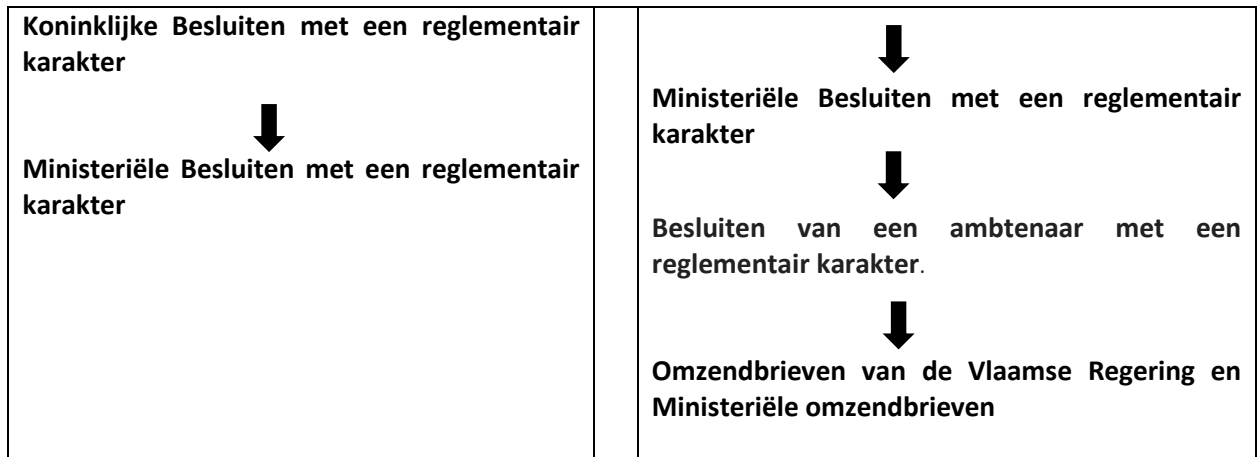 Koninklijke Besluiten met een reglementair
karakter
Ministeriële Besluiten met een reglementair
karakter
Ministeriële Besluiten met een reglementair
karakter
Besluiten van een ambtenaar met een
reglementair karakter.
Omzendbrieven van de Vlaamse Regering en
Ministeriële omzendbrieven